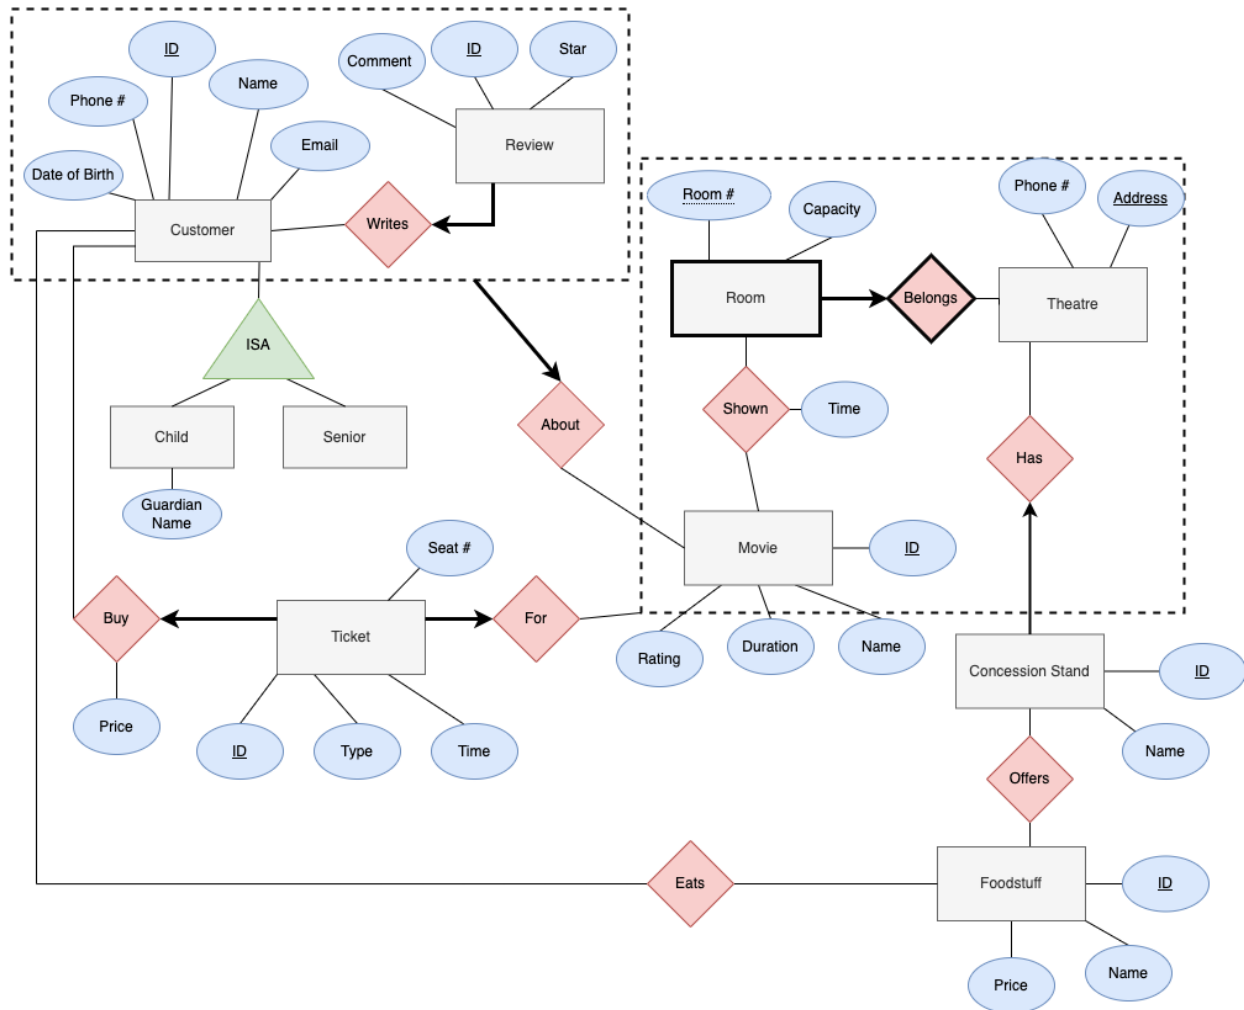 ID
Comment
ID
Star
Phone #
Name
Email
Review
Date of Birth
Customer
Writes
Room #
Capacity
Phone #
Address
Room
Belongs
Theatre
ISA
Shown
Time
About
Child
Senior
Has
Guardian
Name
Seat #
Movie
ID
Buy
Ticket
For
Rating
Duration
Name
Concession Stand
ID
Price
ID
Type
Time
Name
Offers
Eats
Foodstuff
ID
Price
Name